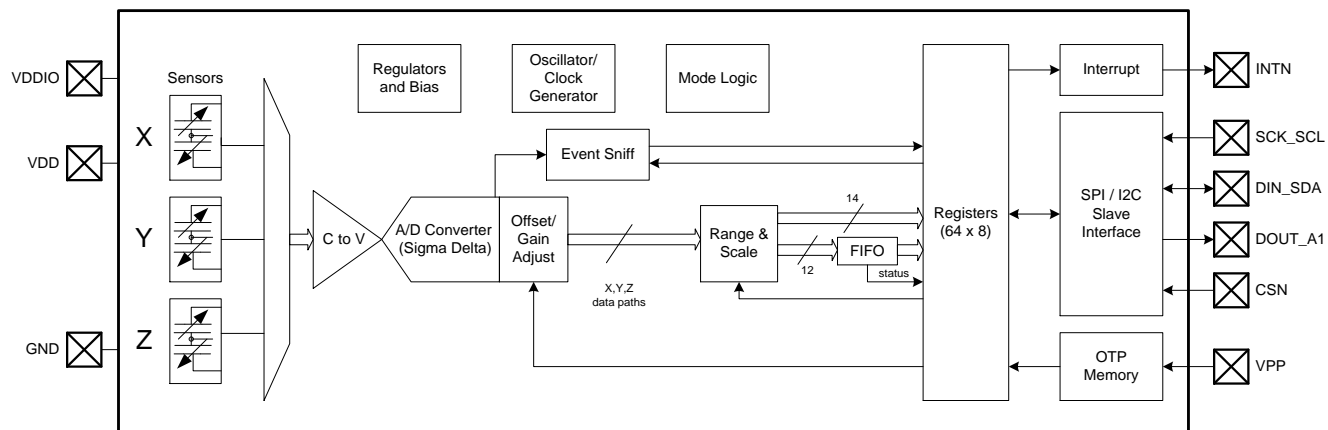 VDDIO
VDD
GND
Sensors
X
Y
Z
Regulators
and Bias
Oscillator/
Clock
Generator
Mode Logic
Event Sniff
C to V
A/D Converter
(Sigma Delta)
Offset/
Gain
Adjust
X,Y,Z
data paths
Range &
Scale
14
12
FIFO
status
Registers
(64 x 8)
Interrupt
SPI / I2C
Slave
Interface
OTP
Memory
INTN
SCK_SCL
DIN_SDA
DOUT_A1
CSN
VPP